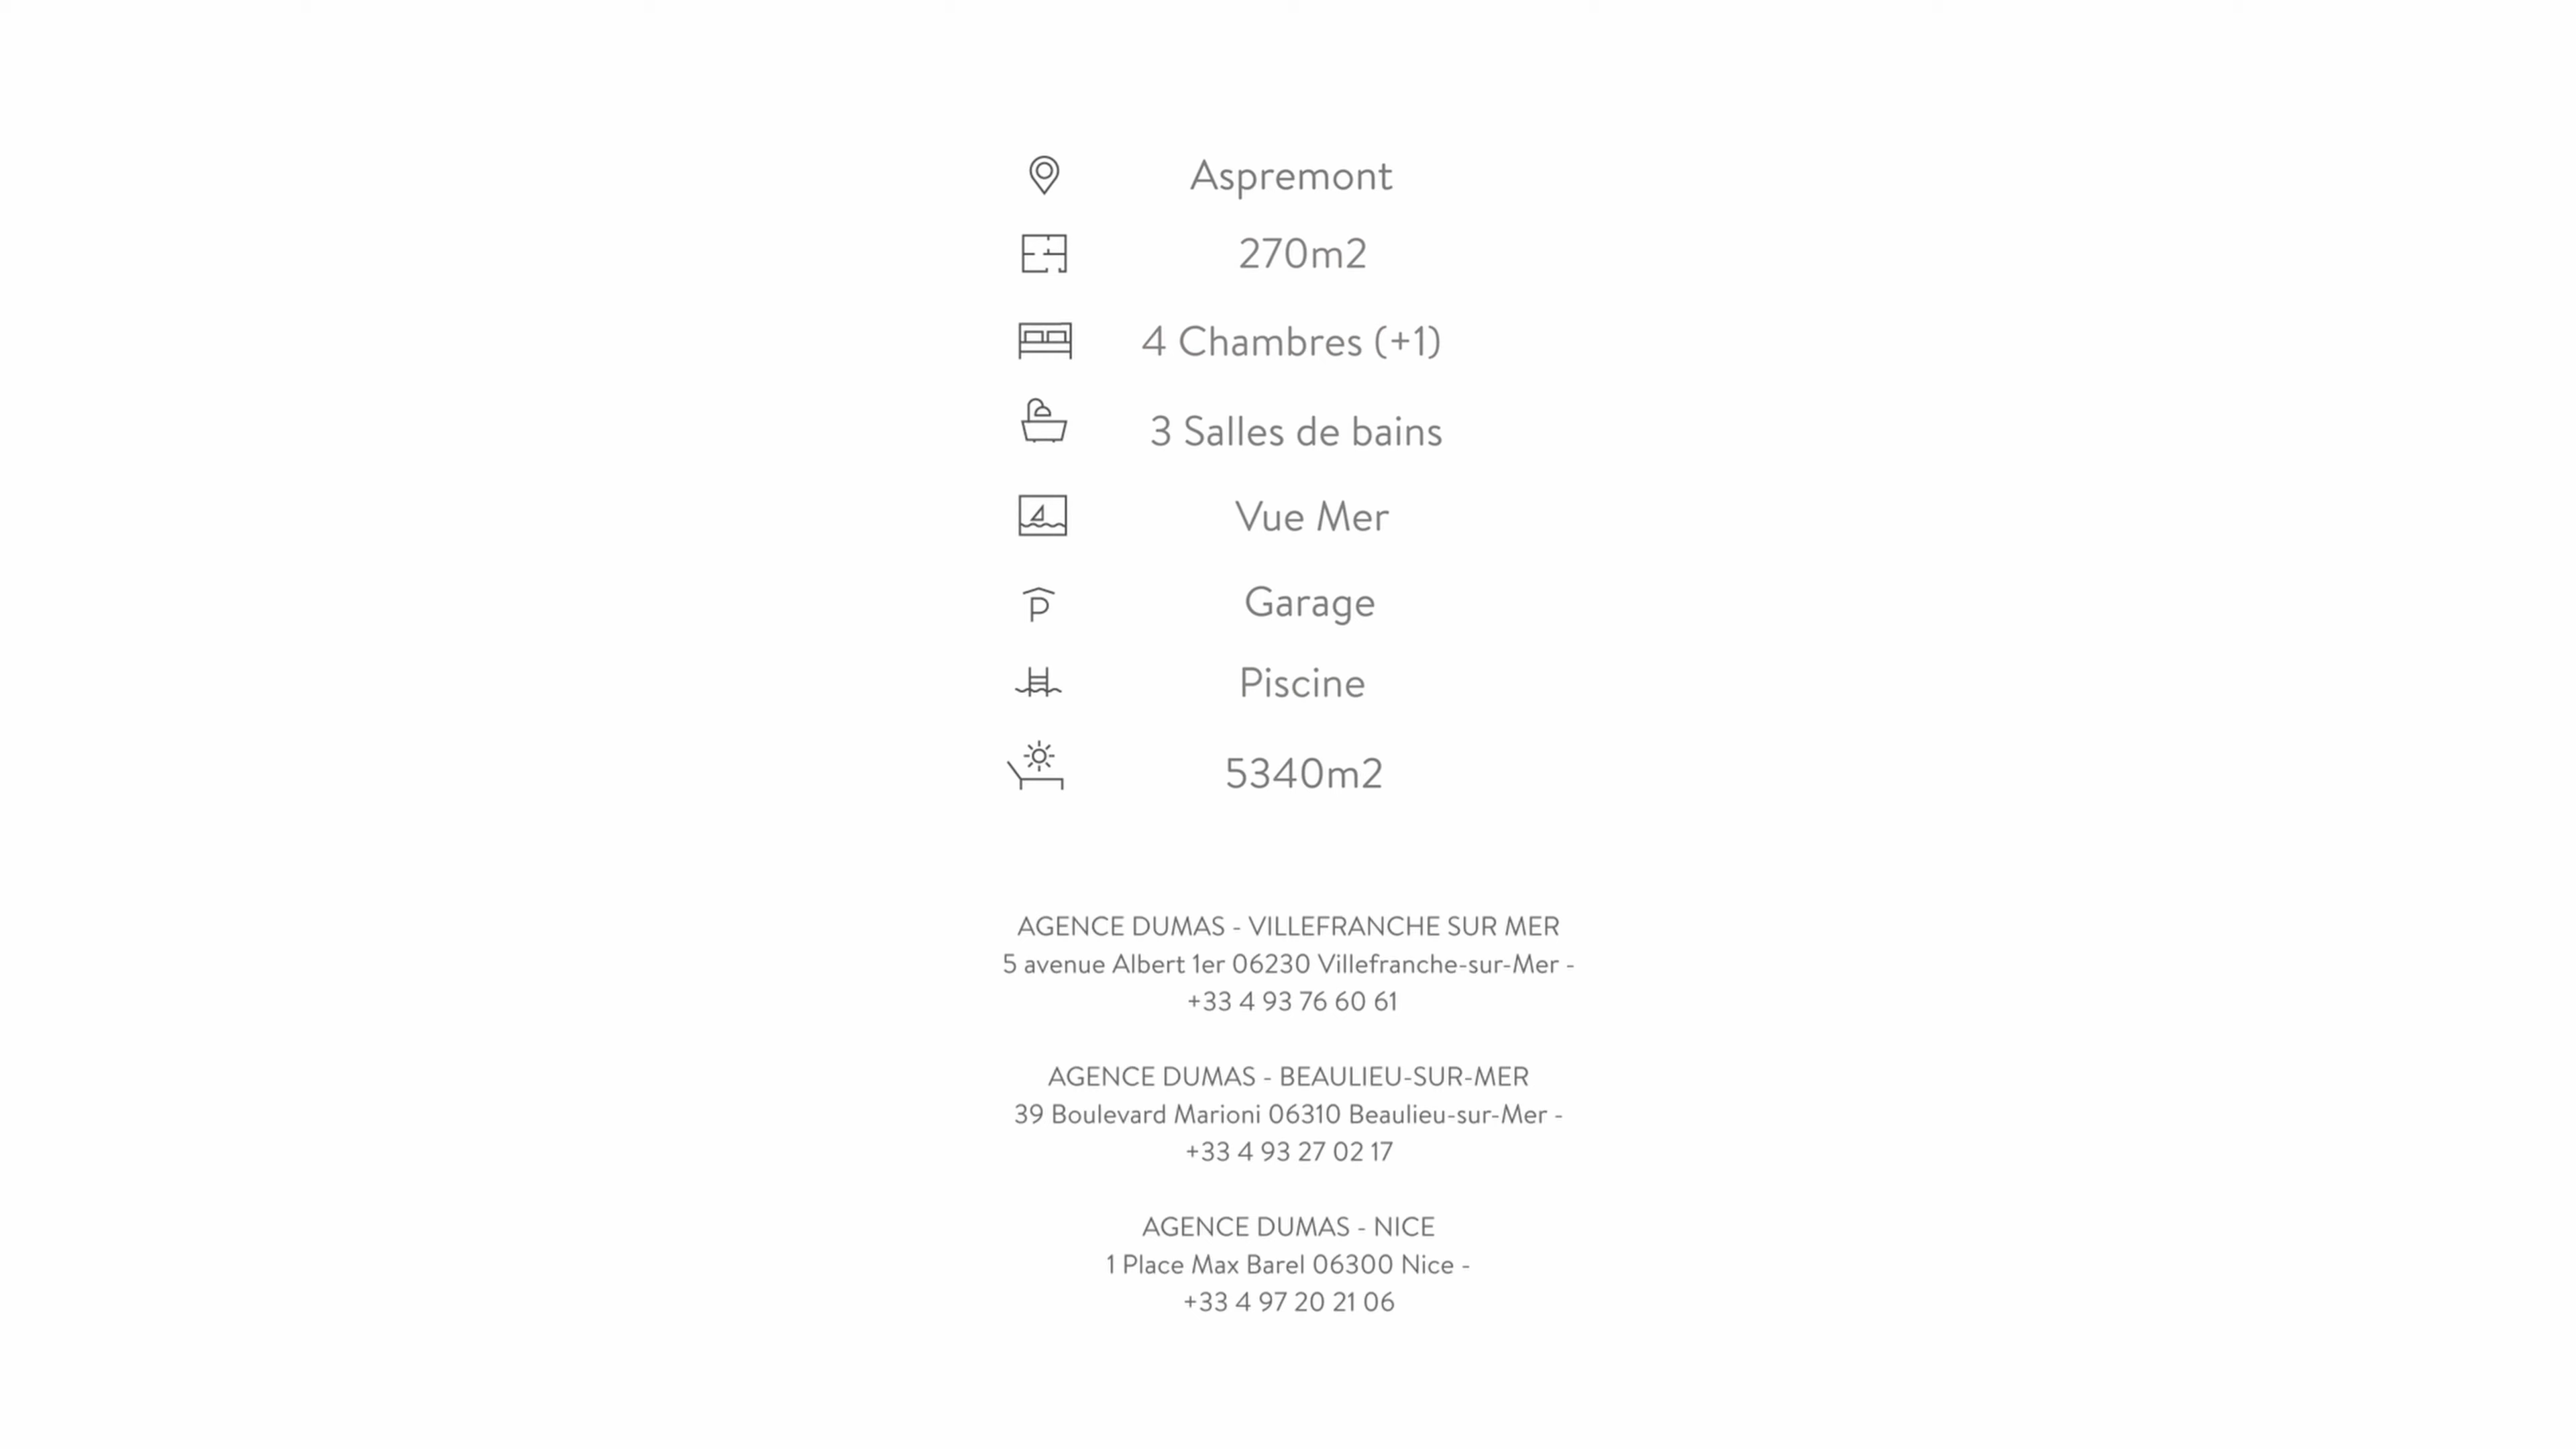 Aspremont
270m2
4 Chambres (+1)
3 Salles de bains
Vue Mer
P
Garage
Piscine
5340m2
AGENCE DUMAS - VILLEFRANCHE SUR MER
5 avenue Albert 1er 06230 Villefranche-sur-Mer -
+33 4 93 76 60 61
AGENCE DUMAS - BEAULIEU-SUR-MER
39 Boulevard Marioni 06310 Beaulieu-sur-Mer -
+33 4 93 27 02 17
AGENCE DUMAS - NICE
1 Place Max Barel 06300 Nice -
+33 4 97 20 21 06